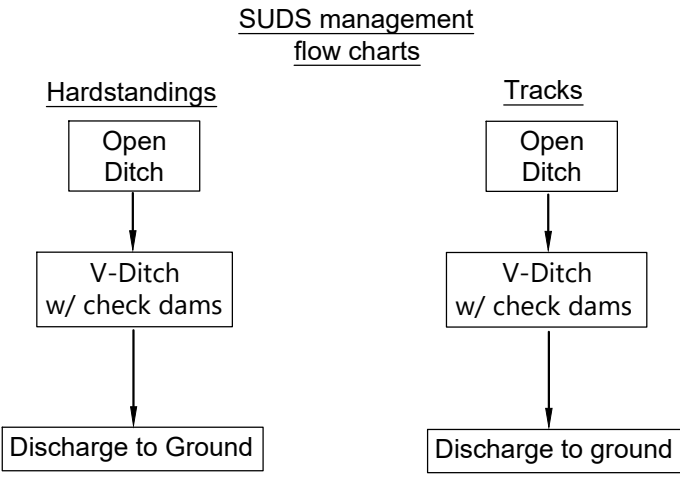 SUDS management
flow charts
Hardstandings
Open
Ditch
V-Ditch
w/ check dams
Discharge to Ground
Tracks
Open
Ditch
V-Ditch
w/ check dams
Discharge to ground